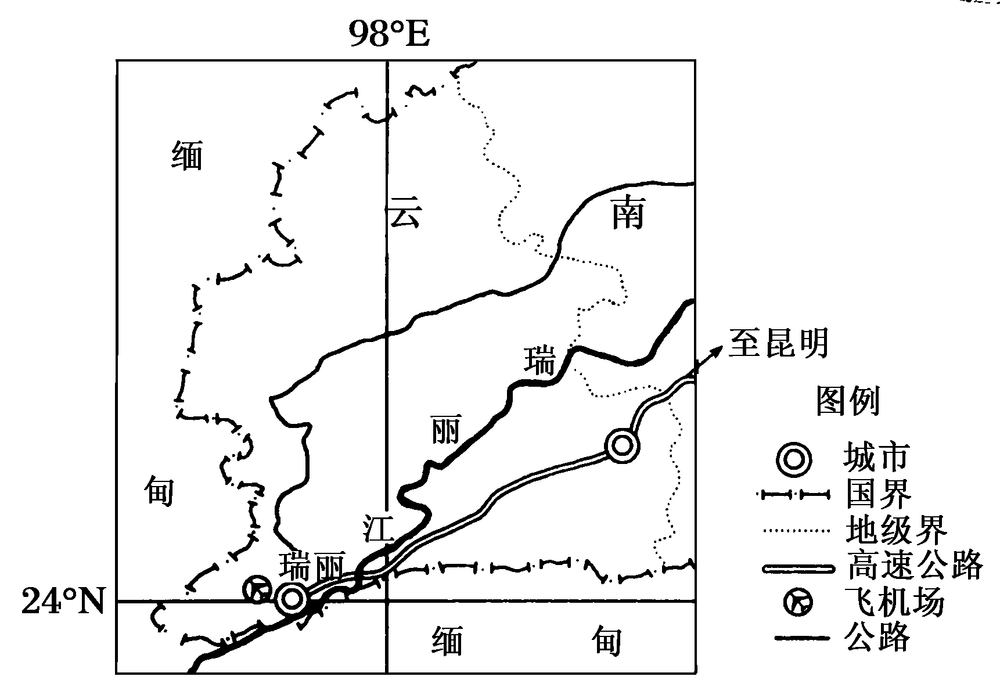 98°E
缅
云 南
瑞
丽
江
甸
瑞丽
24°N
缅 甸
至昆明
图例
城市
国界
地级界
高速公路
飞机场
公路